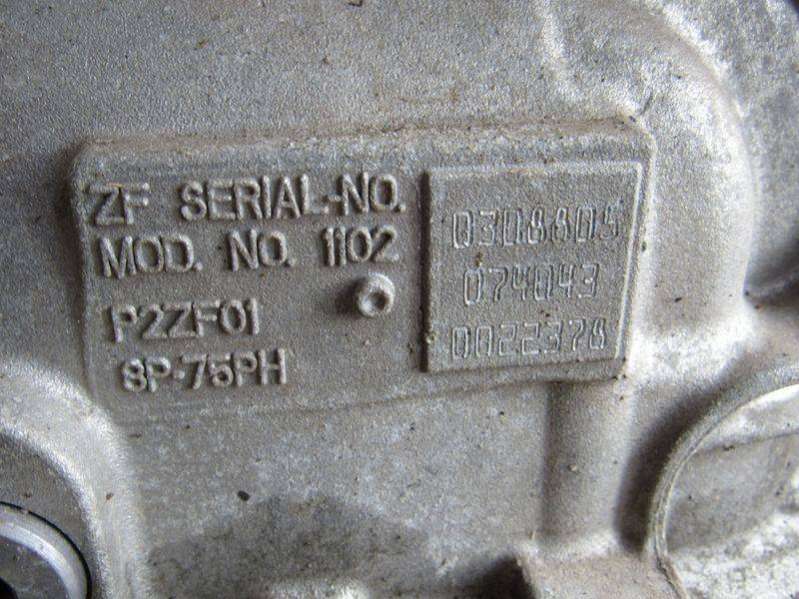 ZF SERIAL-NO.
MOD. NO. 1102
P2ZF01
8P-75PH
0308805
074043
0022378